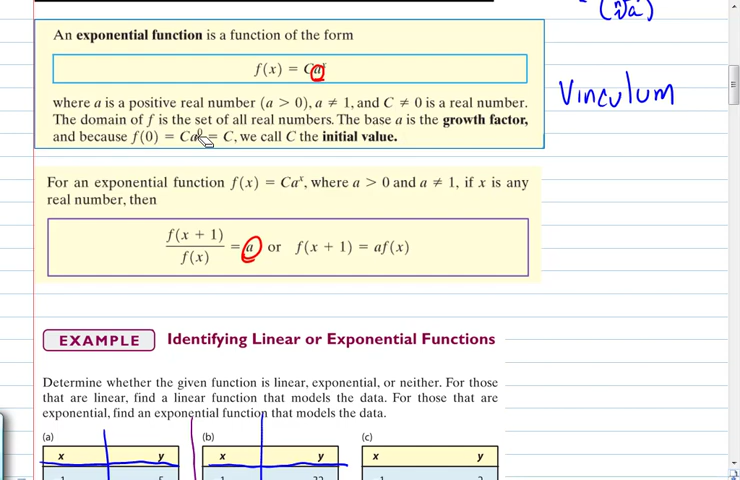 (ⁿ√a)
An exponential function is a function of the form
f(x) = Caˣ
Vinculum
where a is a positive real number (a > 0), a ≠ 1, and C ≠ 0 is a real number.
The domain of f is the set of all real numbers. The base a is the growth factor,
and because f(0) = Ca⁰ = C, we call C the initial value.
For an exponential function f(x) = Caˣ, where a > 0 and a ≠ 1, if x is any
real number, then
f(x + 1)
f(x)
= a or f(x + 1) = af(x)
EXAMPLE Identifying Linear or Exponential Functions
Determine whether the given function is linear, exponential, or neither. For those
that are linear, find a linear function that models the data. For those that are
exponential, find an exponential function that models the data.
(a) (b) (c)
x y x y x y